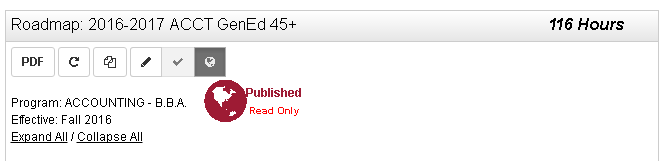 Roadmap: 2016-2017 ACCT GenEd 45+ 116 Hours
PDF
Published
Read Only
Program: ACCOUNTING - B.B.A.
Effective: Fall 2016
Expand All / Collapse All